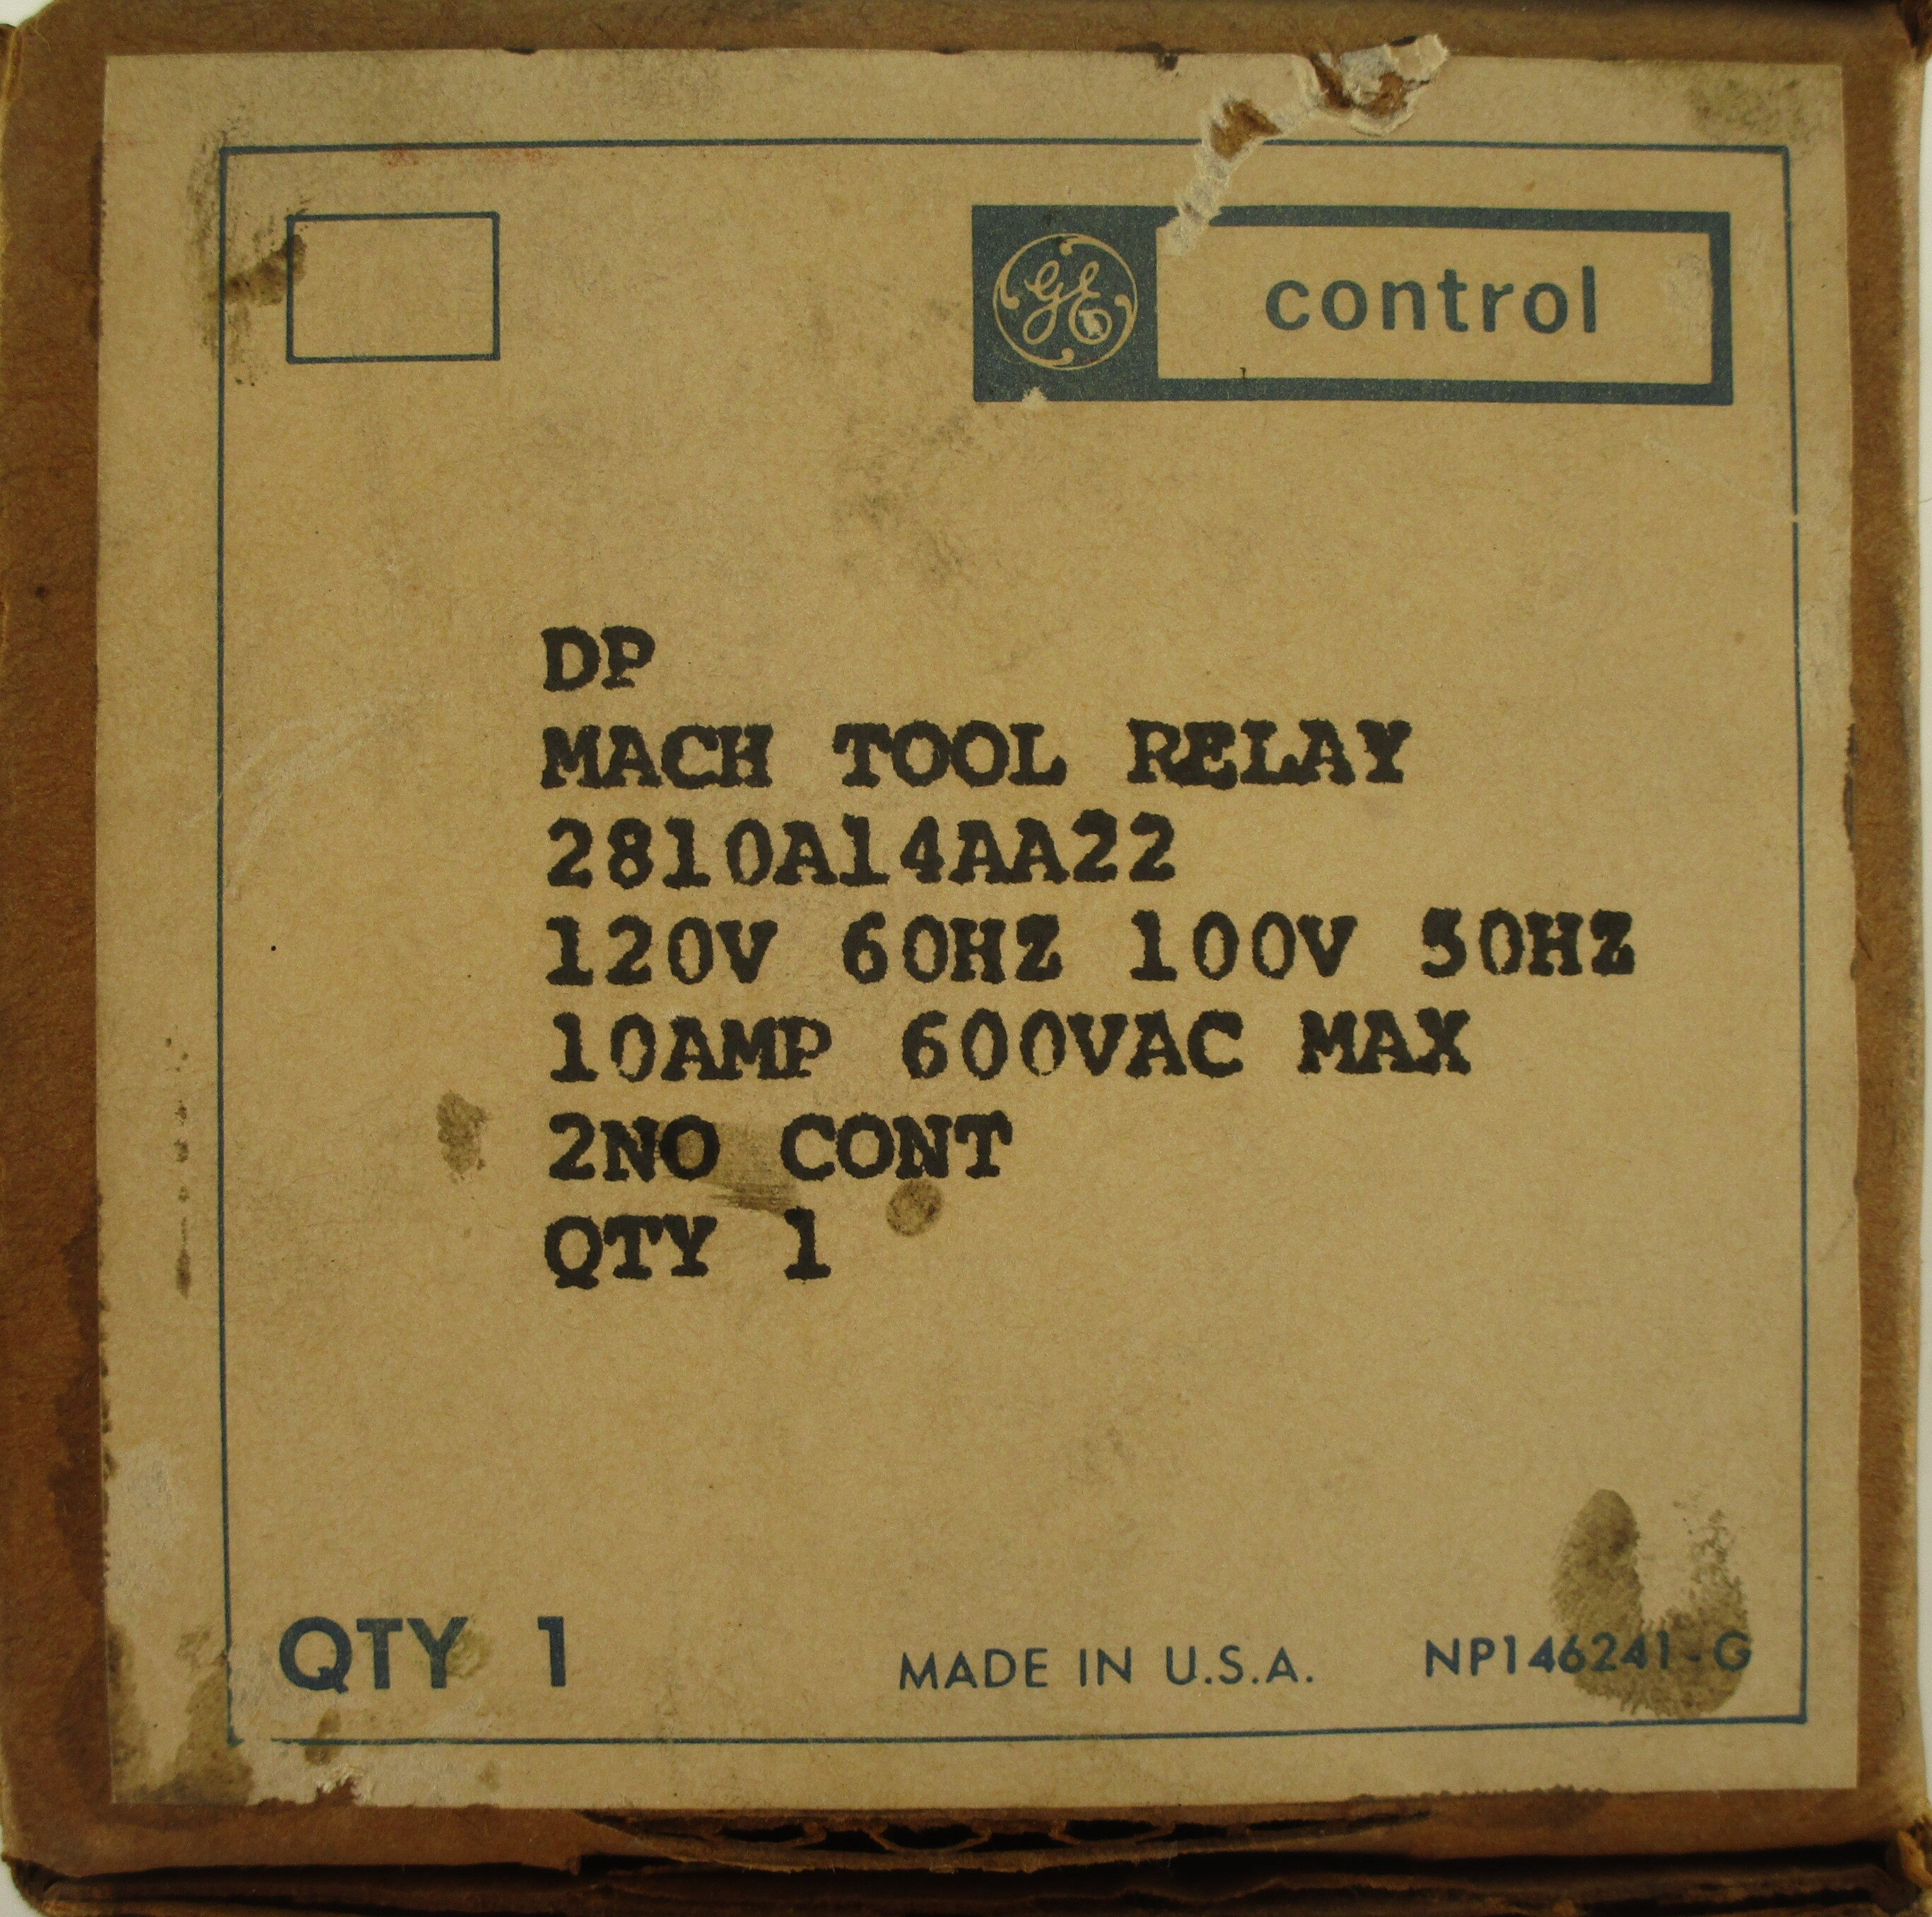 GE control
DP
MACH TOOL RELAY
2810A14AA22
120V 60HZ 100V 50HZ
10AMP 600VAC MAX
2NO CONT
QTY 1
QTY 1 MADE IN U.S.A. NP146241-G